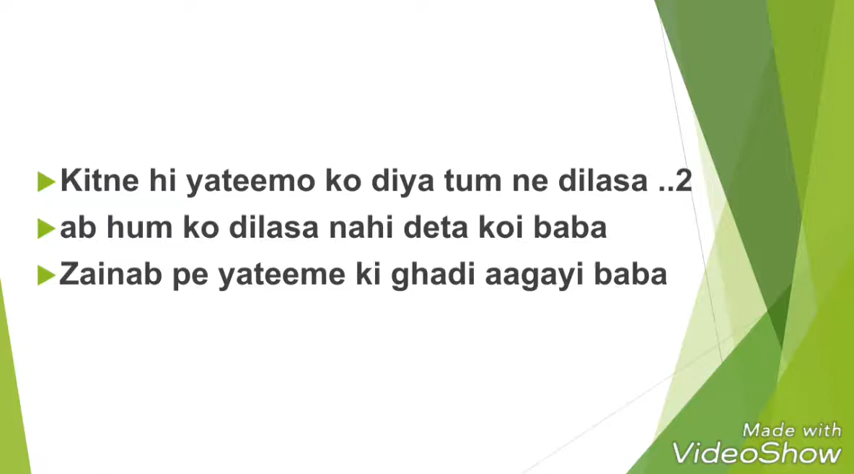 Kitne hi yateemo ko diya tum ne dilasa ..2
ab hum ko dilasa nahi deta koi baba
Zainab pe yateeme ki ghadi aagayi baba
Made with
VideoShow